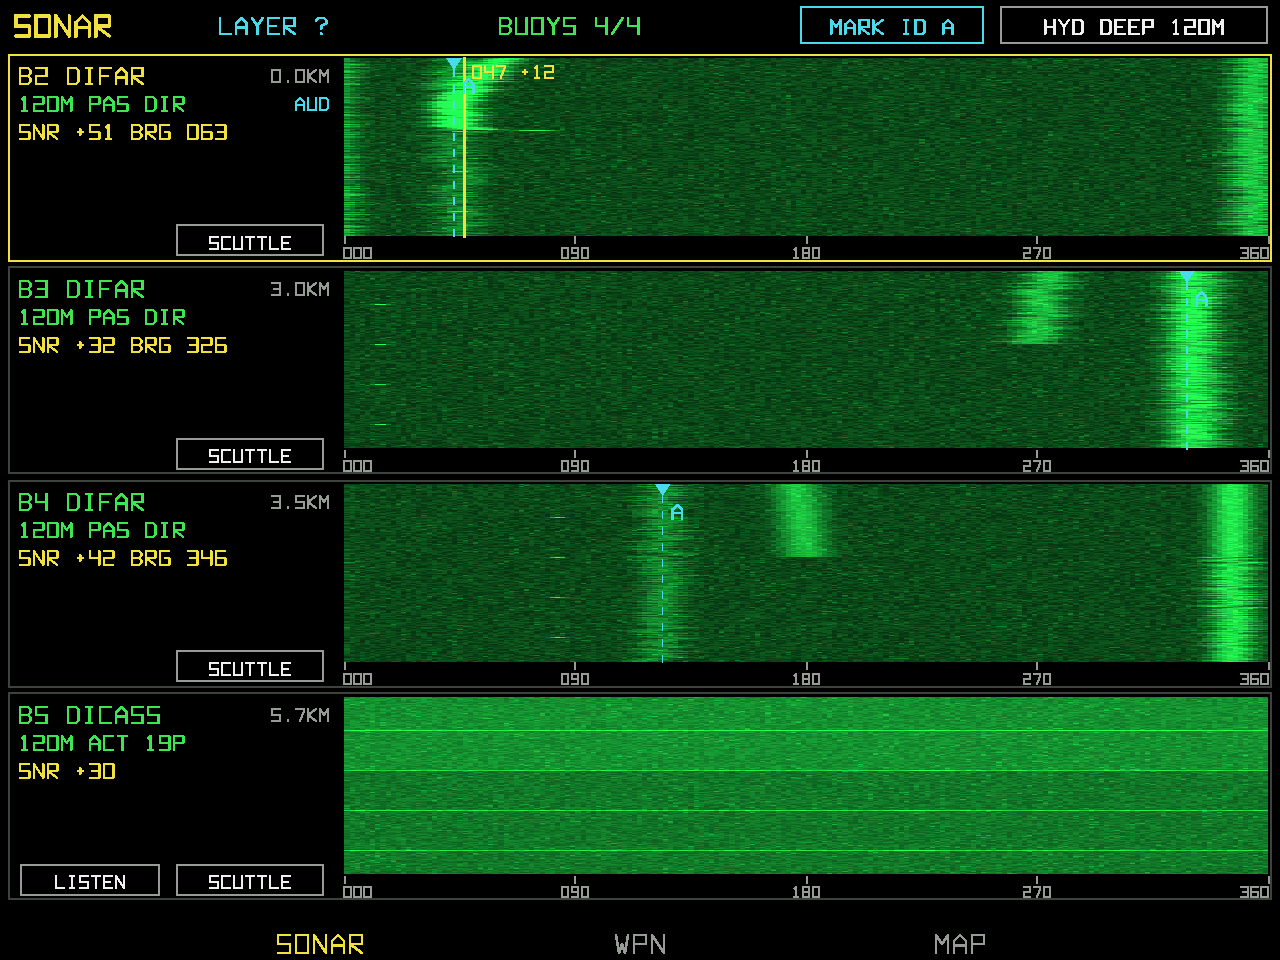 SONAR LAYER ? BUOYS 4/4 MARK ID A HYD DEEP 120M
B2 DIFAR 0.0KM
047 +12
A
120M PAS DIR AUD
SNR +51 BRG 063
SCUTTLE
000 090 180 270 360
B3 DIFAR 3.0KM
A
120M PAS DIR
SNR +32 BRG 326
SCUTTLE
000 090 180 270 360
B4 DIFAR 3.5KM
A
120M PAS DIR
SNR +42 BRG 346
SCUTTLE
000 090 180 270 360
B5 DICASS 5.7KM
120M ACT 19P
SNR +30
LISTEN SCUTTLE
000 090 180 270 360
SONAR WPN MAP